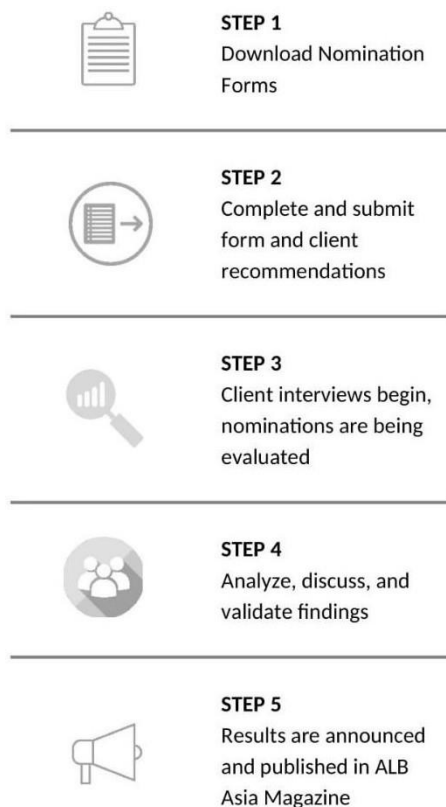 STEP 1
Download Nomination
Forms
STEP 2
Complete and submit
form and client
recommendations
STEP 3
Client interviews begin,
nominations are being
evaluated
STEP 4
Analyze, discuss, and
validate findings
STEP 5
Results are announced
and published in ALB
Asia Magazine